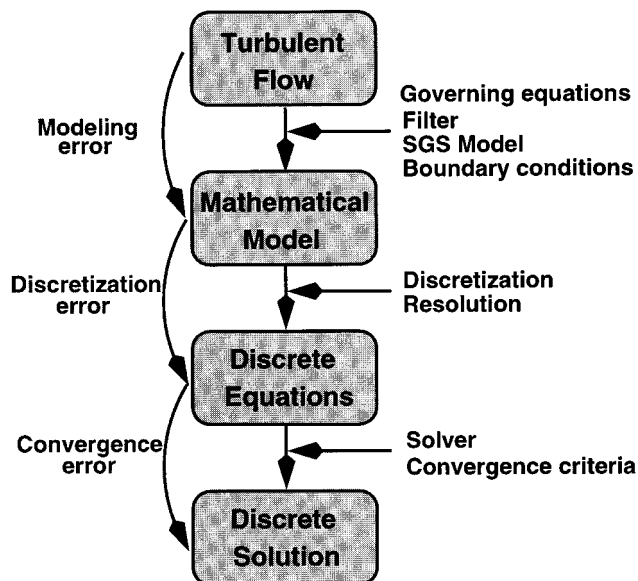 Turbulent
Flow
Governing equations
Filter
SGS Model
Boundary conditions
Modeling
error
Mathematical
Model
Discretization
Resolution
Discretization
error
Discrete
Equations
Solver
Convergence criteria
Convergence
error
Discrete
Solution